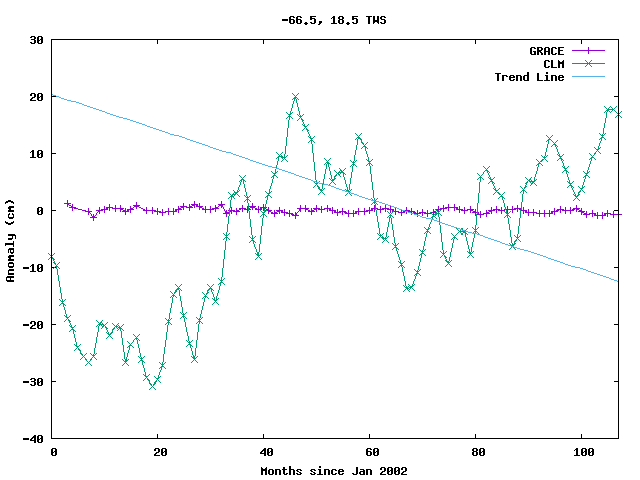 -66.5, 18.5 TWS
GRACE
CLM
Trend Line
30
20
10
0
-10
-20
-30
-40
Anomaly (cm)
0 20 40 60 80 100
Months since Jan 2002